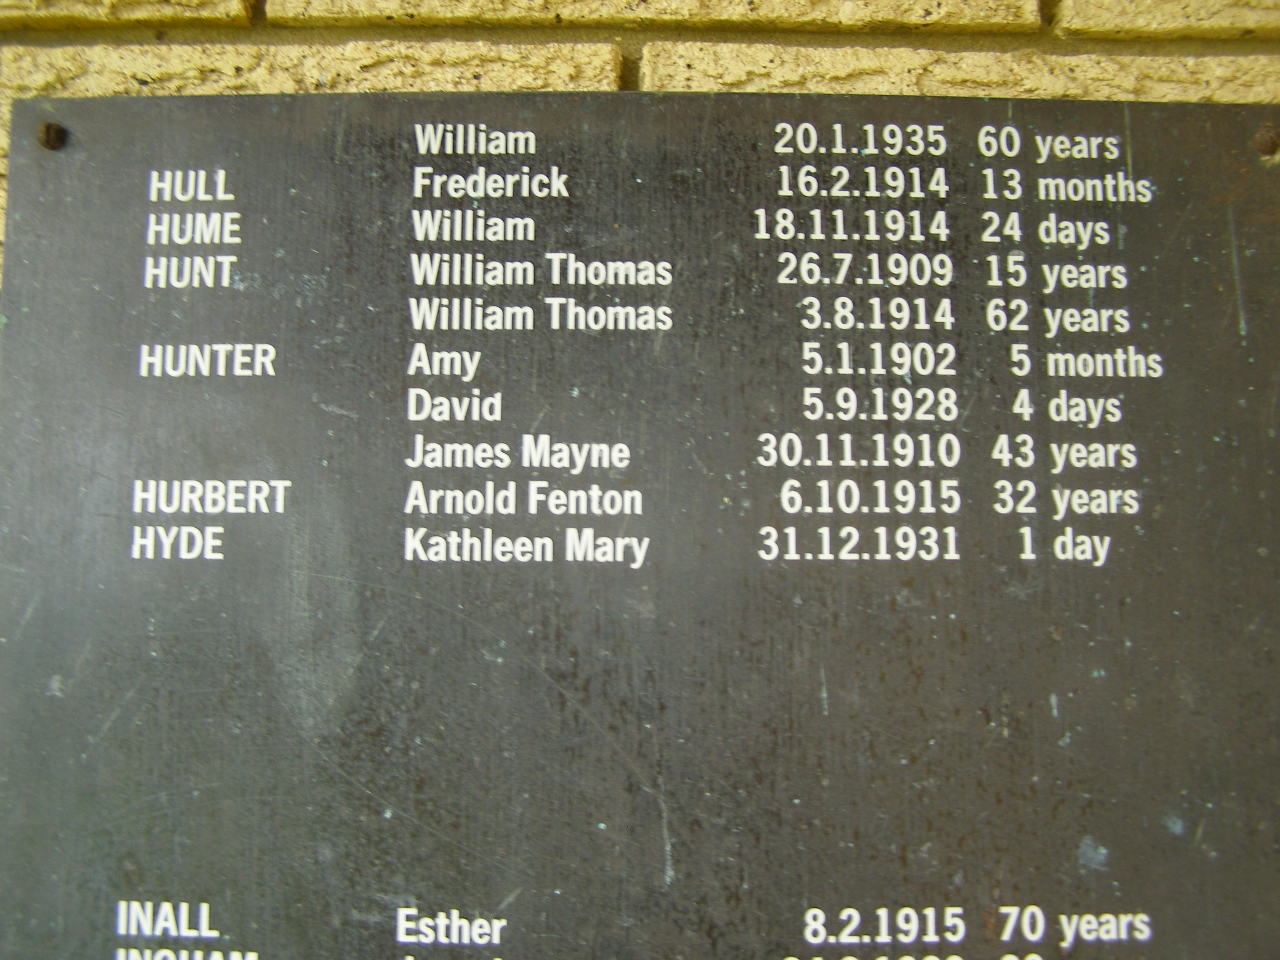 William 20.1.1935 60 years
HULL Frederick 16.2.1914 13 months
HUME William 18.11.1914 24 days
HUNT William Thomas 26.7.1909 15 years
William Thomas 3.8.1914 62 years
HUNTER Amy 5.1.1902 5 months
David 5.9.1928 4 days
James Mayne 30.11.1910 43 years
HURBERT Arnold Fenton 6.10.1915 32 years
HYDE Kathleen Mary 31.12.1931 1 day
INALL Esther 8.2.1915 70 years
INGHAM